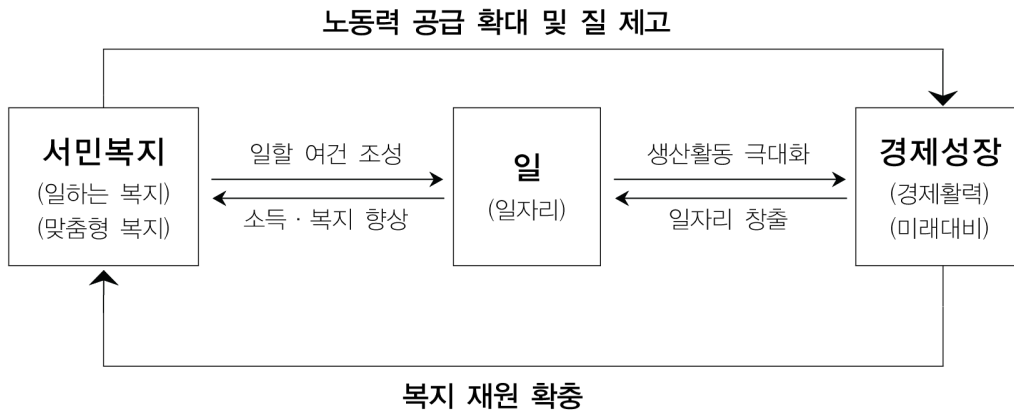 노동력 공급 확대 및 질 제고
서민복지
(일하는 복지)
(맞춤형 복지)
일할 여건 조성
소득·복지 향상
일
(일자리)
생산활동 극대화
일자리 창출
경제성장
(경제활력)
(미래대비)
복지 재원 확충